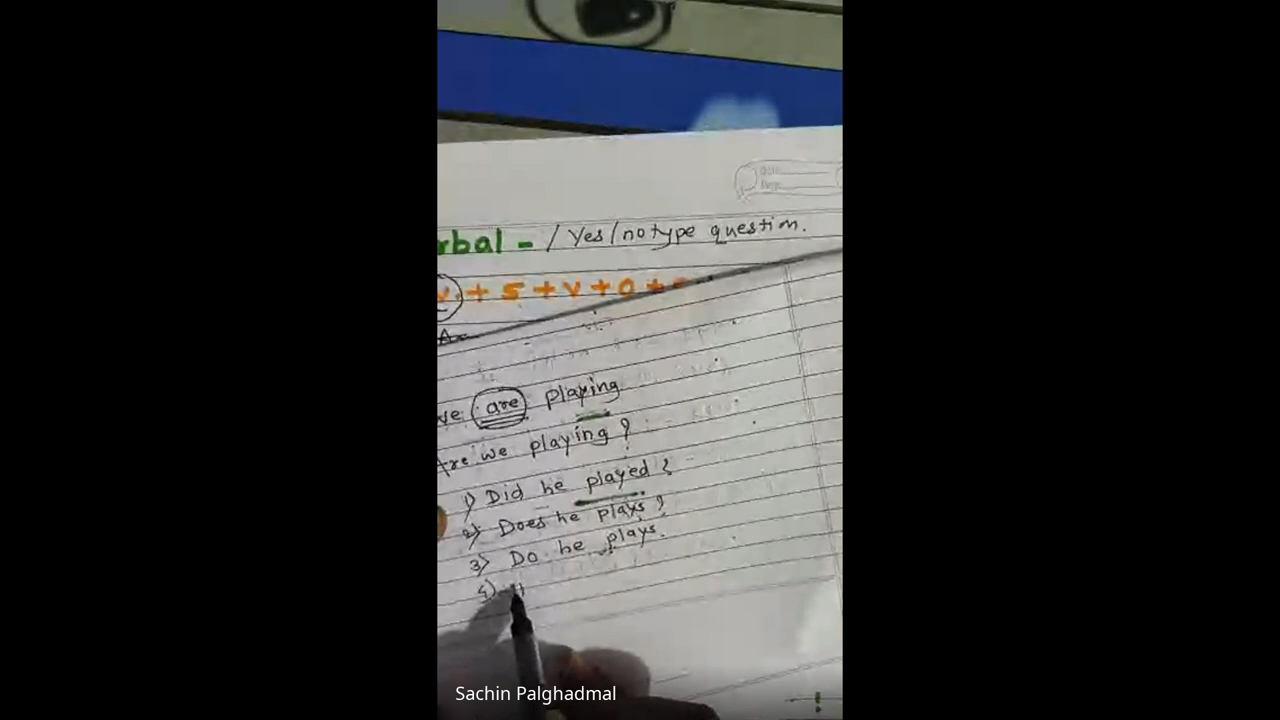 rbal - / Yes/no type question.
v + S + v + O +
we are playing
Are we playing ?
1) Did he played ?
2) Does he plays ?
3) Do he plays.
4)
Sachin Palghadmal